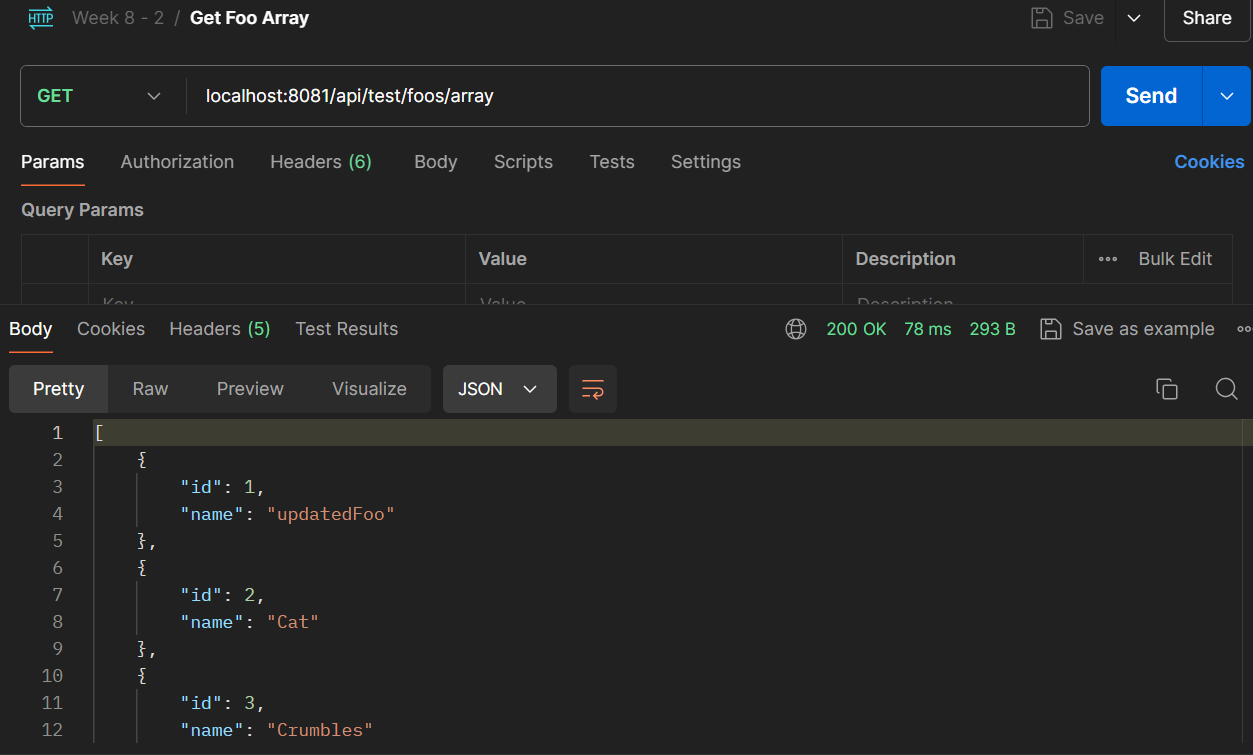 HTTP Week 8 - 2 / Get Foo Array Save Share
GET localhost:8081/api/test/foos/array Send
Params Authorization Headers (6) Body Scripts Tests Settings Cookies
Query Params
Key Value Description Bulk Edit
Key Value Description
Body Cookies Headers (5) Test Results 200 OK 78 ms 293 B Save as example
Pretty Raw Preview Visualize JSON
1 [
2 {
3 "id": 1,
4 "name": "updatedFoo"
5 },
6 {
7 "id": 2,
8 "name": "Cat"
9 },
10 {
11 "id": 3,
12 "name": "Crumbles"